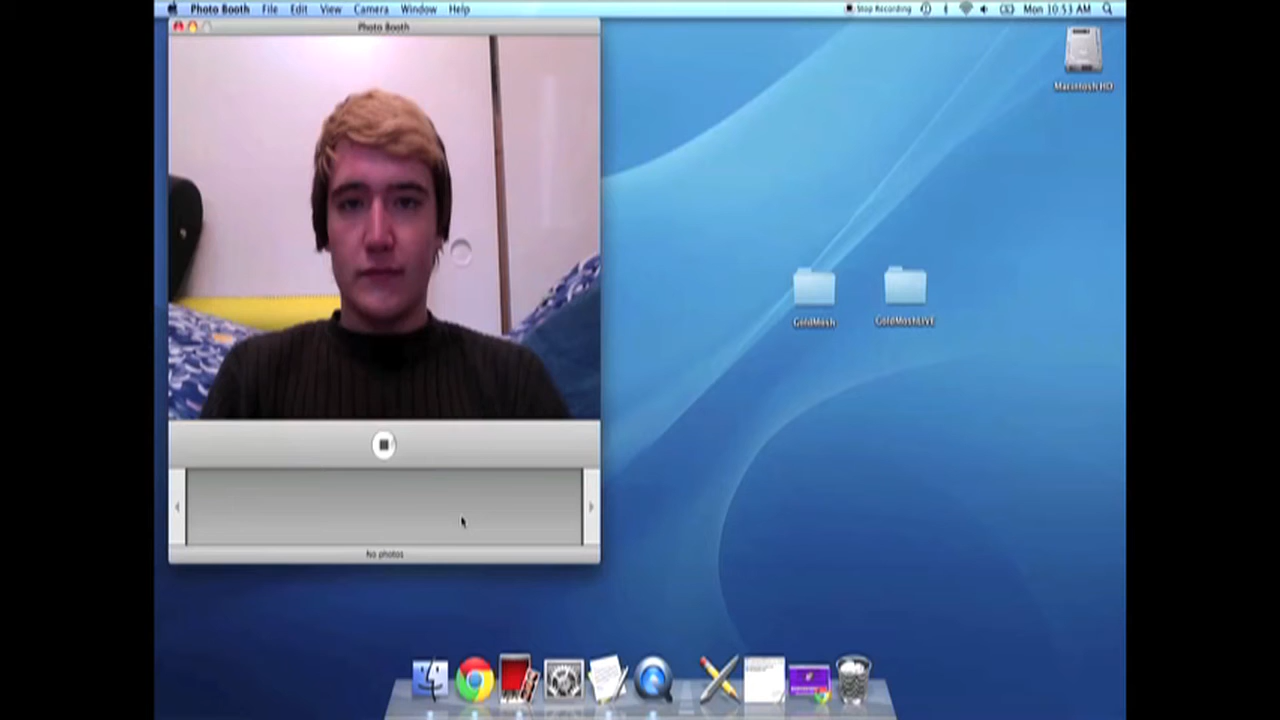 Photo Booth File Edit View Camera Window Help Stop Recording Mon 10:53 AM
Photo Booth
Macintosh HD
GoldMosh GoldMoshLIVE
No photos